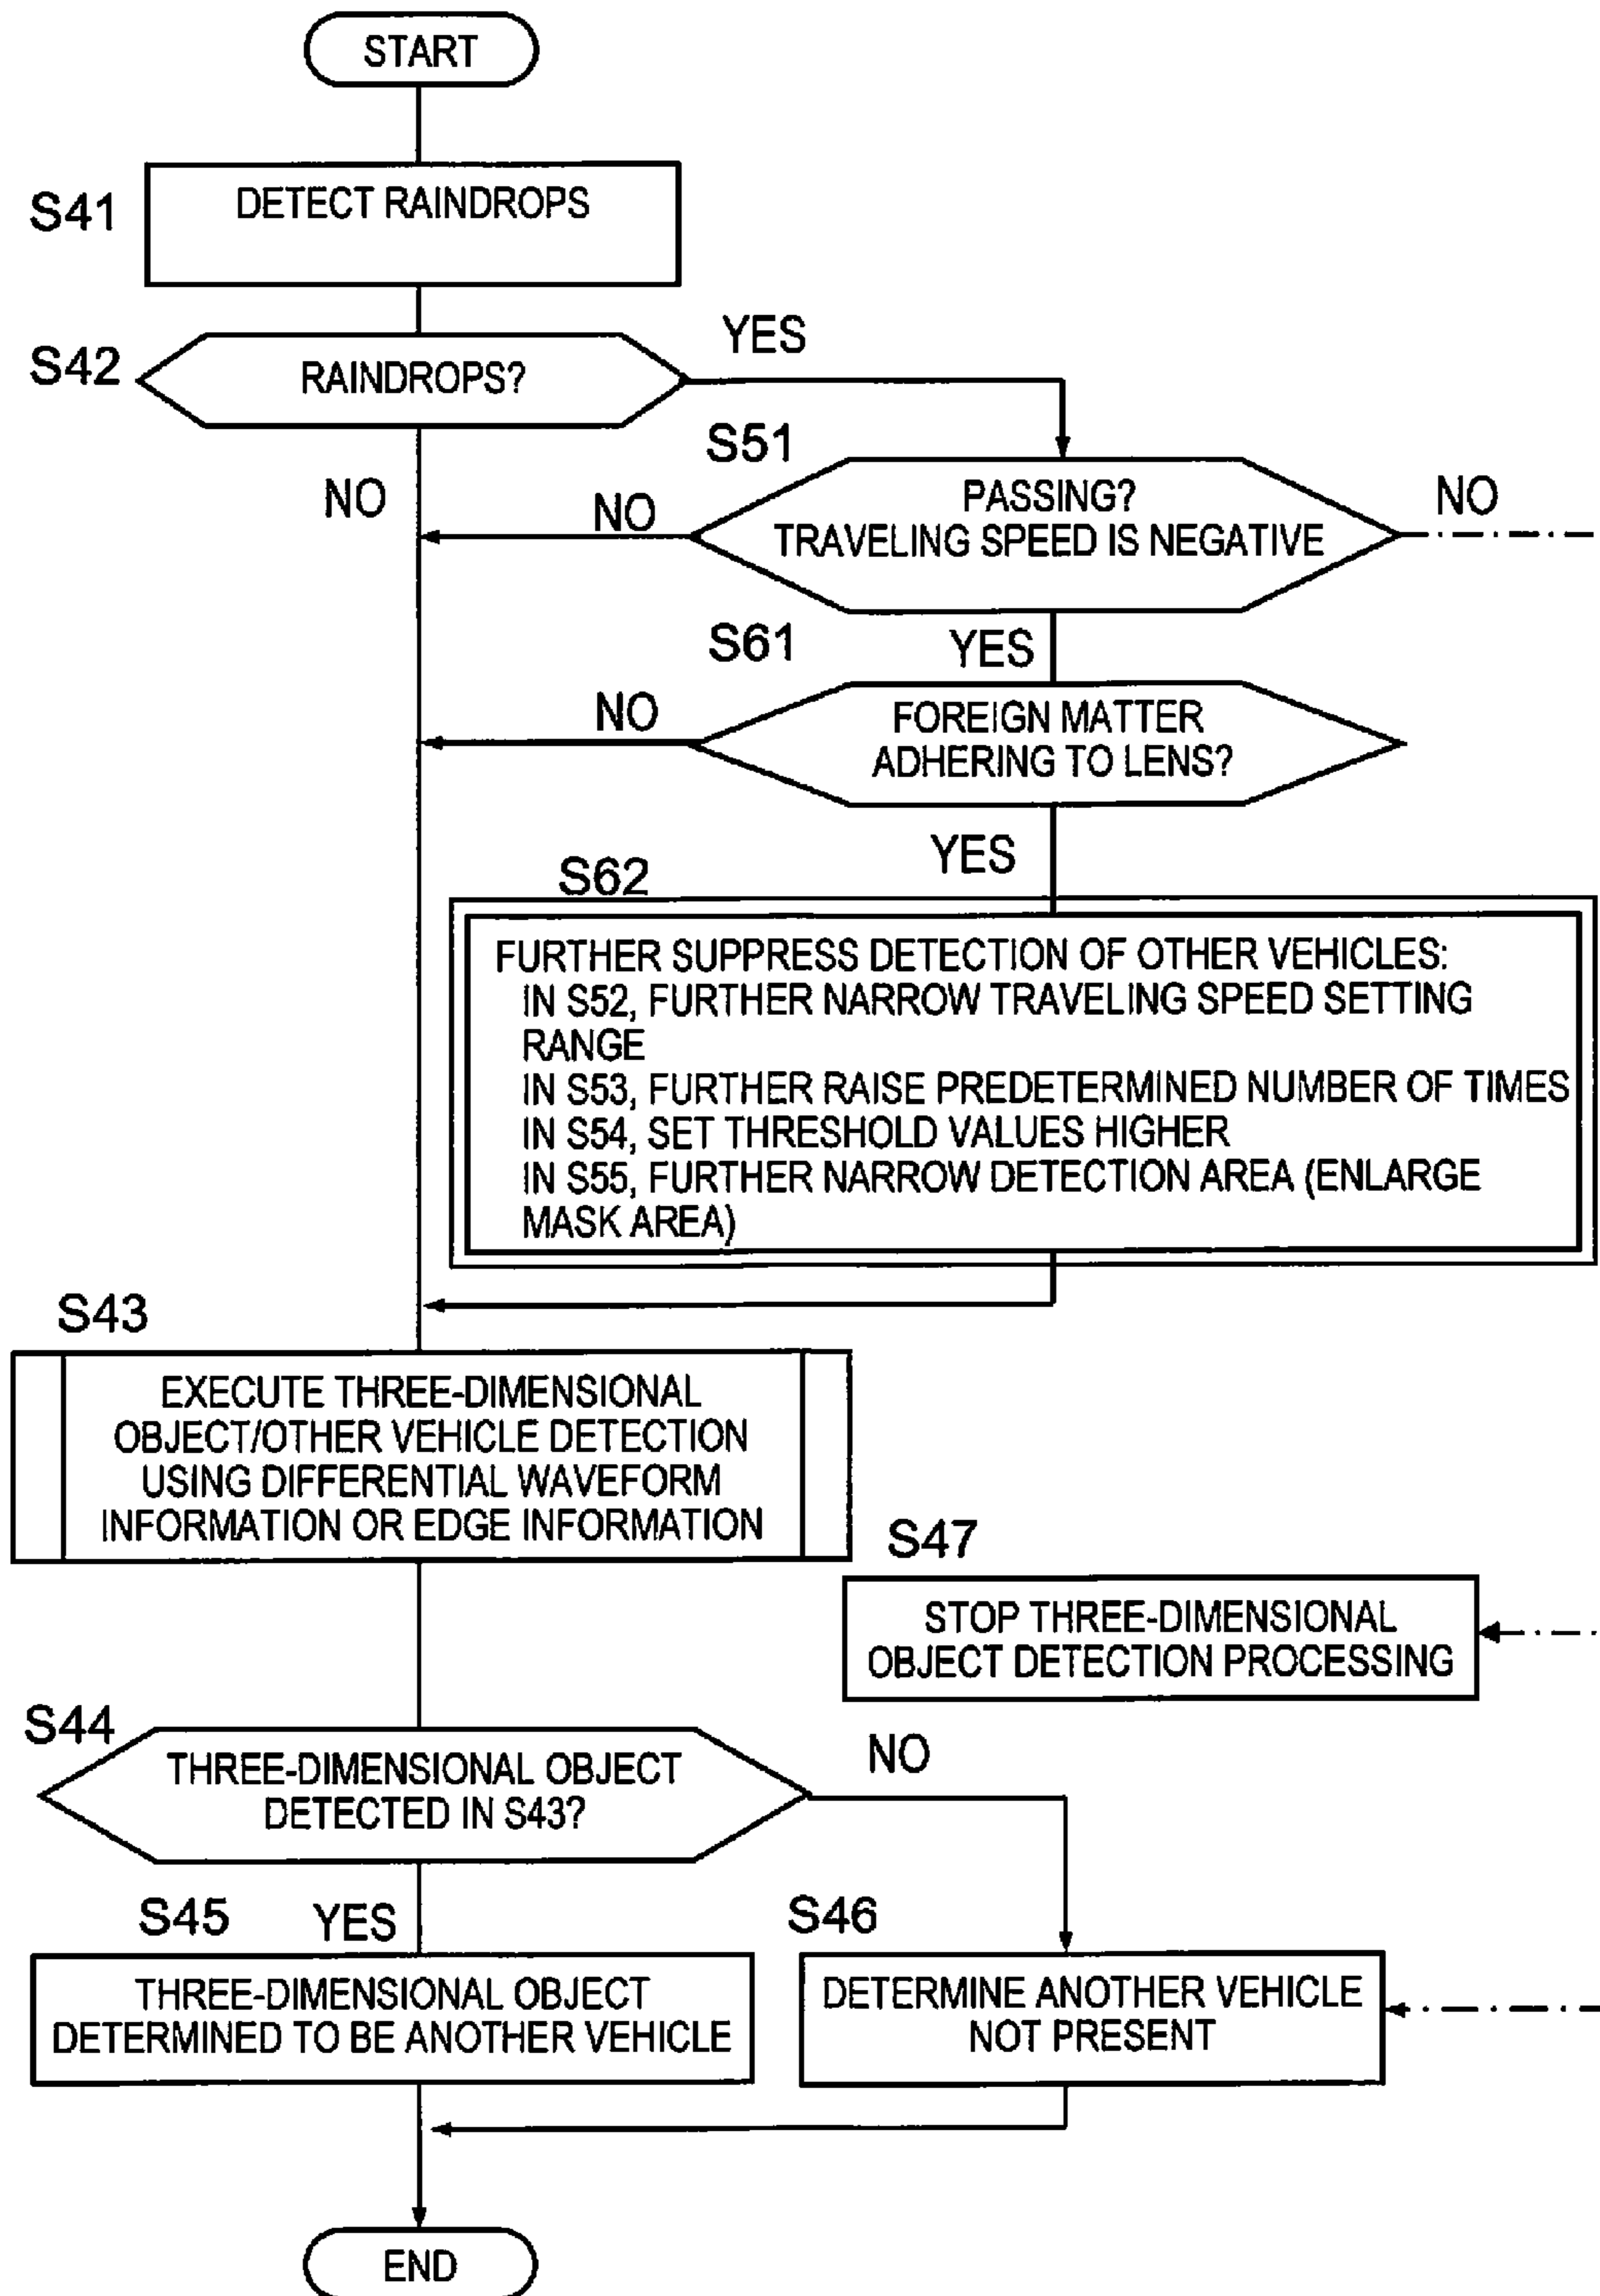 START
S41
DETECT RAINDROPS
S42
RAINDROPS?
YES
S51
NO
NO
PASSING?
TRAVELING SPEED IS NEGATIVE
NO
S61
YES
NO
FOREIGN MATTER
ADHERING TO LENS?
YES
S62
FURTHER SUPPRESS DETECTION OF OTHER VEHICLES:
IN S52, FURTHER NARROW TRAVELING SPEED SETTING
RANGE
IN S53, FURTHER RAISE PREDETERMINED NUMBER OF TIMES
IN S54, SET THRESHOLD VALUES HIGHER
IN S55, FURTHER NARROW DETECTION AREA (ENLARGE
MASK AREA)
S43
EXECUTE THREE-DIMENSIONAL
OBJECT/OTHER VEHICLE DETECTION
USING DIFFERENTIAL WAVEFORM
INFORMATION OR EDGE INFORMATION
S47
STOP THREE-DIMENSIONAL
OBJECT DETECTION PROCESSING
S44
THREE-DIMENSIONAL OBJECT
DETECTED IN S43?
NO
S45
YES
S46
THREE-DIMENSIONAL OBJECT
DETERMINED TO BE ANOTHER VEHICLE
DETERMINE ANOTHER VEHICLE
NOT PRESENT
END